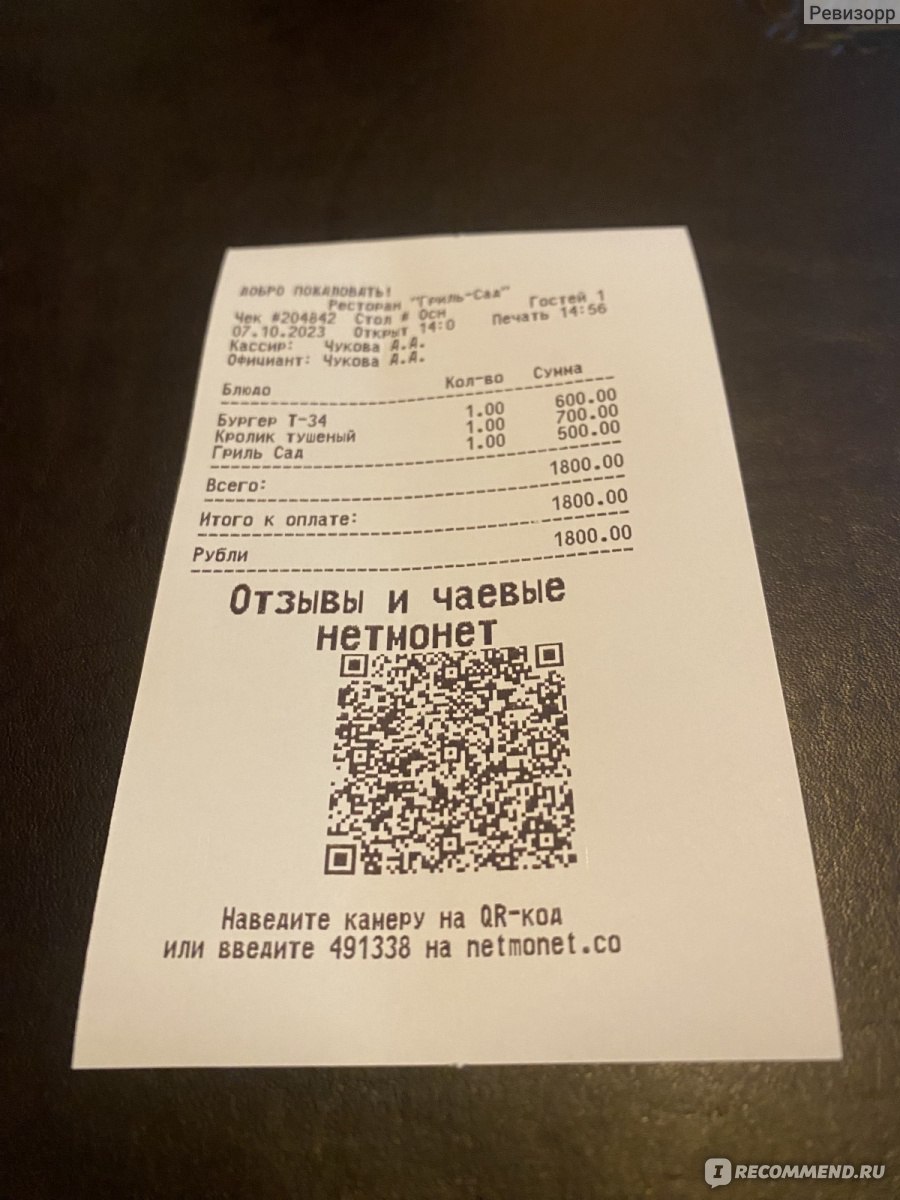 Ревизорр
ДОБРО ПОЖАЛОВАТЬ!
Ресторан "Гриль-Сад"
Чек #204842 Стол # Осн Гостей 1
07.10.2023 Открыт 14:0 Печать 14:56
Кассир: Чукова А.А.
Официант: Чукова А.А.
Блюдо Кол-во Сумма
Бургер Т-34 1.00 600.00
Кролик тушеный 1.00 700.00
Гриль Сад 1.00 500.00
Всего: 1800.00
Итого к оплате: 1800.00
Рубли 1800.00
Отзывы и чаевые
нетмонет
Наведите камеру на QR-код
или введите 491338 на netmonet.co
IRECOMMEND.RU